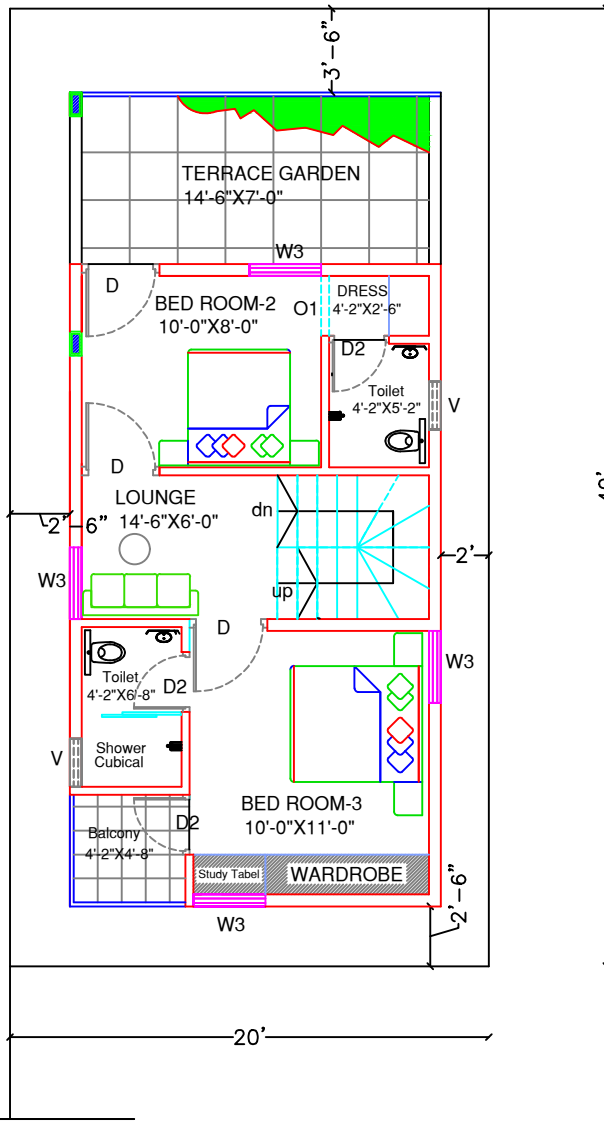 3'-6"
TERRACE GARDEN
14'-6"X7'-0"
W3
D
BED ROOM-2
10'-0"X8'-0"
O1
DRESS
4'-2"X2'-6"
D2
Toilet
4'-2"X5'-2"
V
D
LOUNGE
14'-6"X6'-0"
dn
up
2'-6"
2'
W3
D
W3
Toilet
4'-2"X6'-8"
D2
V
Shower
Cubical
BED ROOM-3
10'-0"X11'-0"
Balcony
4'-2"X4'-8"
D2
Study Tabel
WARDROBE
W3
2'-6"
20'